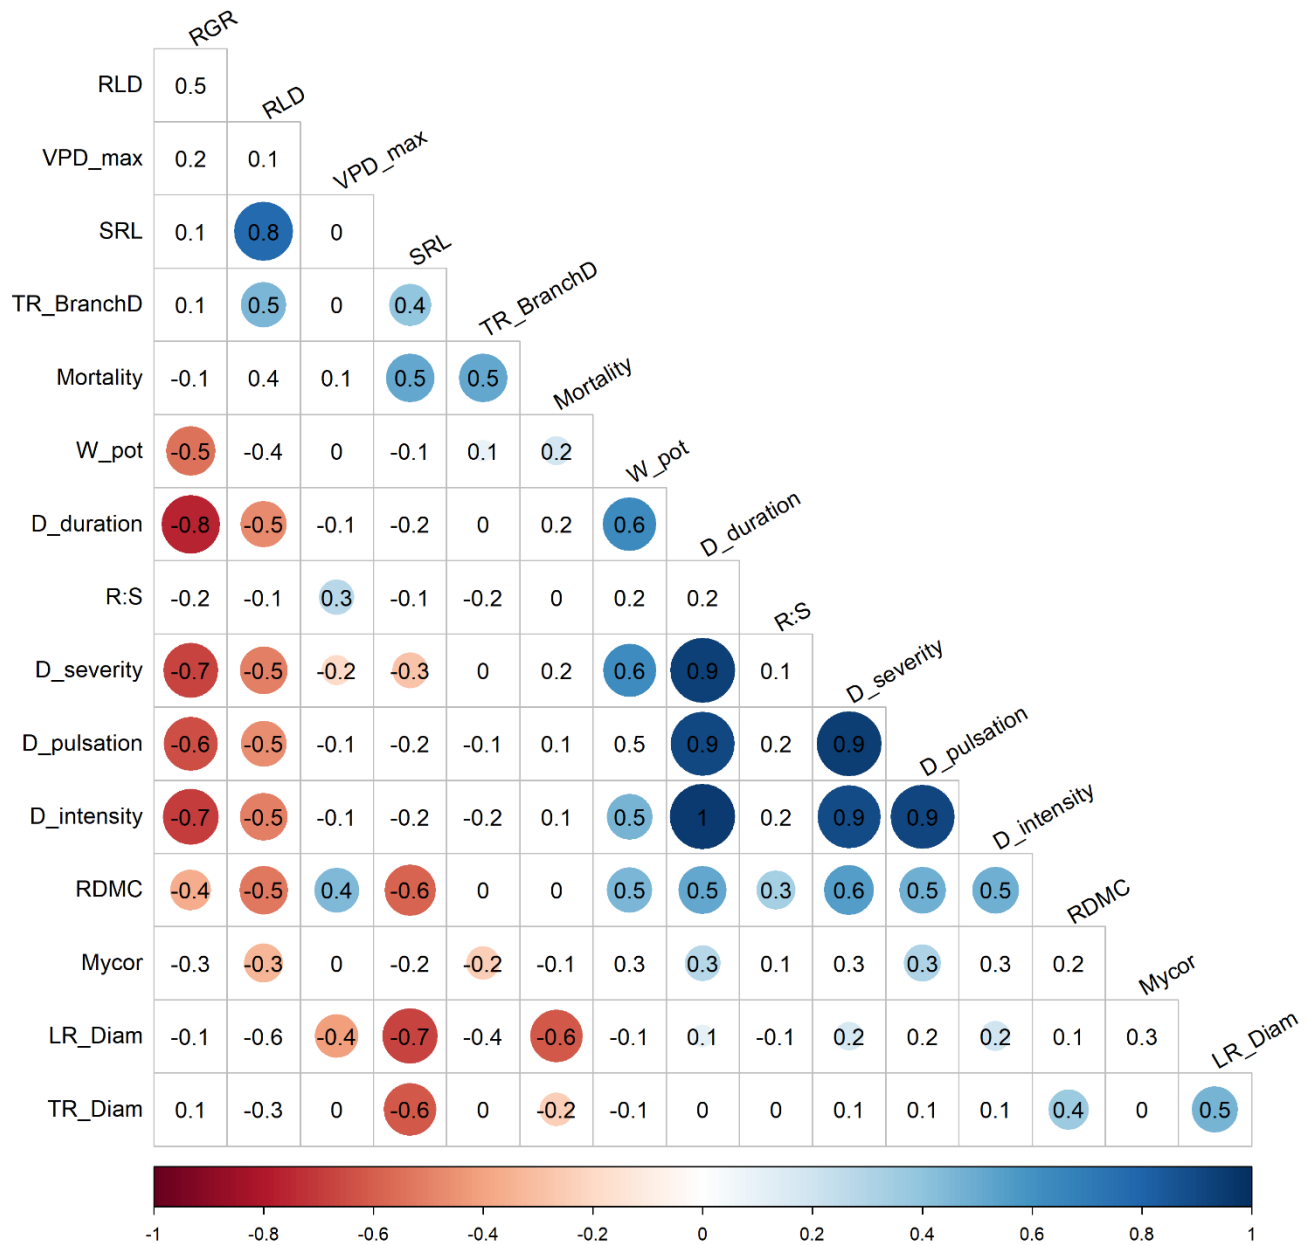 RGR
RLD 0.5 RLD
VPD_max 0.2 0.1 VPD_max
SRL 0.1 0.8 0 SRL
TR_BranchD 0.1 0.5 0 0.4 TR_BranchD
Mortality -0.1 0.4 0.1 0.5 0.5 Mortality
W_pot -0.5 -0.4 0 -0.1 0.1 0.2 W_pot
D_duration -0.8 -0.5 -0.1 -0.2 0 0.2 0.6 D_duration
R:S -0.2 -0.1 0.3 -0.1 -0.2 0 0.2 0.2 R:S
D_severity -0.7 -0.5 -0.2 -0.3 0 0.2 0.6 0.9 0.1 D_severity
D_pulsation -0.6 -0.5 -0.1 -0.2 -0.1 0.1 0.5 0.9 0.2 0.9 D_pulsation
D_intensity -0.7 -0.5 -0.1 -0.2 -0.2 0.1 0.5 1 0.2 0.9 0.9 D_intensity
RDMC -0.4 -0.5 0.4 -0.6 0 0 0.5 0.5 0.3 0.6 0.5 0.5 RDMC
Mycor -0.3 -0.3 0 -0.2 -0.2 -0.1 0.3 0.3 0.1 0.3 0.3 0.3 0.2 Mycor
LR_Diam -0.1 -0.6 -0.4 -0.7 -0.4 -0.6 -0.1 0.1 -0.1 0.2 0.2 0.2 0.1 0.3 LR_Diam
TR_Diam 0.1 -0.3 0 -0.6 0 -0.2 -0.1 0 0 0.1 0.1 0.1 0.4 0 0.5
-1 -0.8 -0.6 -0.4 -0.2 0 0.2 0.4 0.6 0.8 1